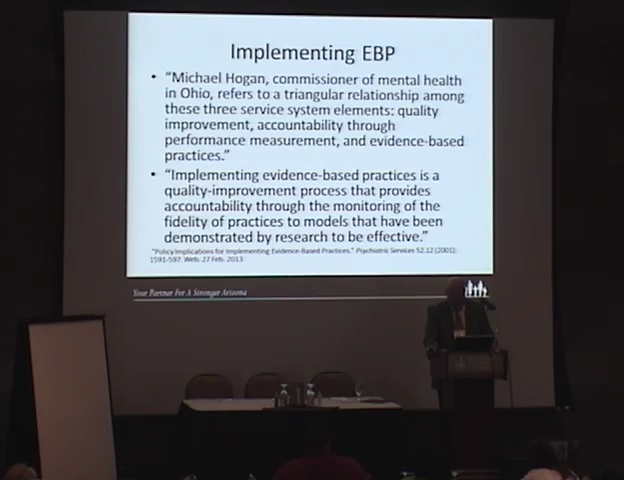 Implementing EBP
• “Michael Hogan, commissioner of mental health
in Ohio, refers to a triangular relationship among
these three service system elements: quality
improvement, accountability through
performance measurement, and evidence-based
practices.”
• “Implementing evidence-based practices is a
quality-improvement process that provides
accountability through the monitoring of the
fidelity of practices to models that have been
demonstrated by research to be effective.”
"Policy Implications for Implementing Evidence-Based Practices." Psychiatric Services 52.12 (2001):
1591-597. Web. 27 Feb. 2013
Your Partner For A Stronger Arizona